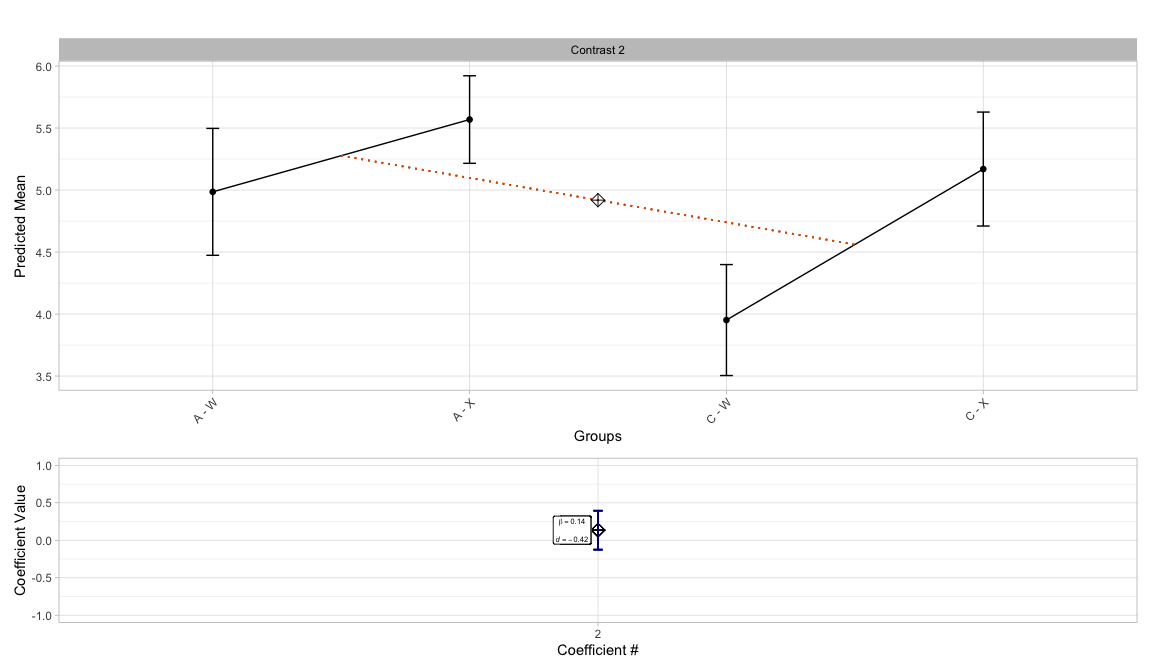 Contrast 2
6.0
5.5
5.0
4.5
4.0
3.5
Predicted Mean
A - W
A - X
C - W
C - X
Groups
1.0
0.5
0.0
-0.5
-1.0
Coefficient Value
β = 0.14
d = −0.42
2
Coefficient #